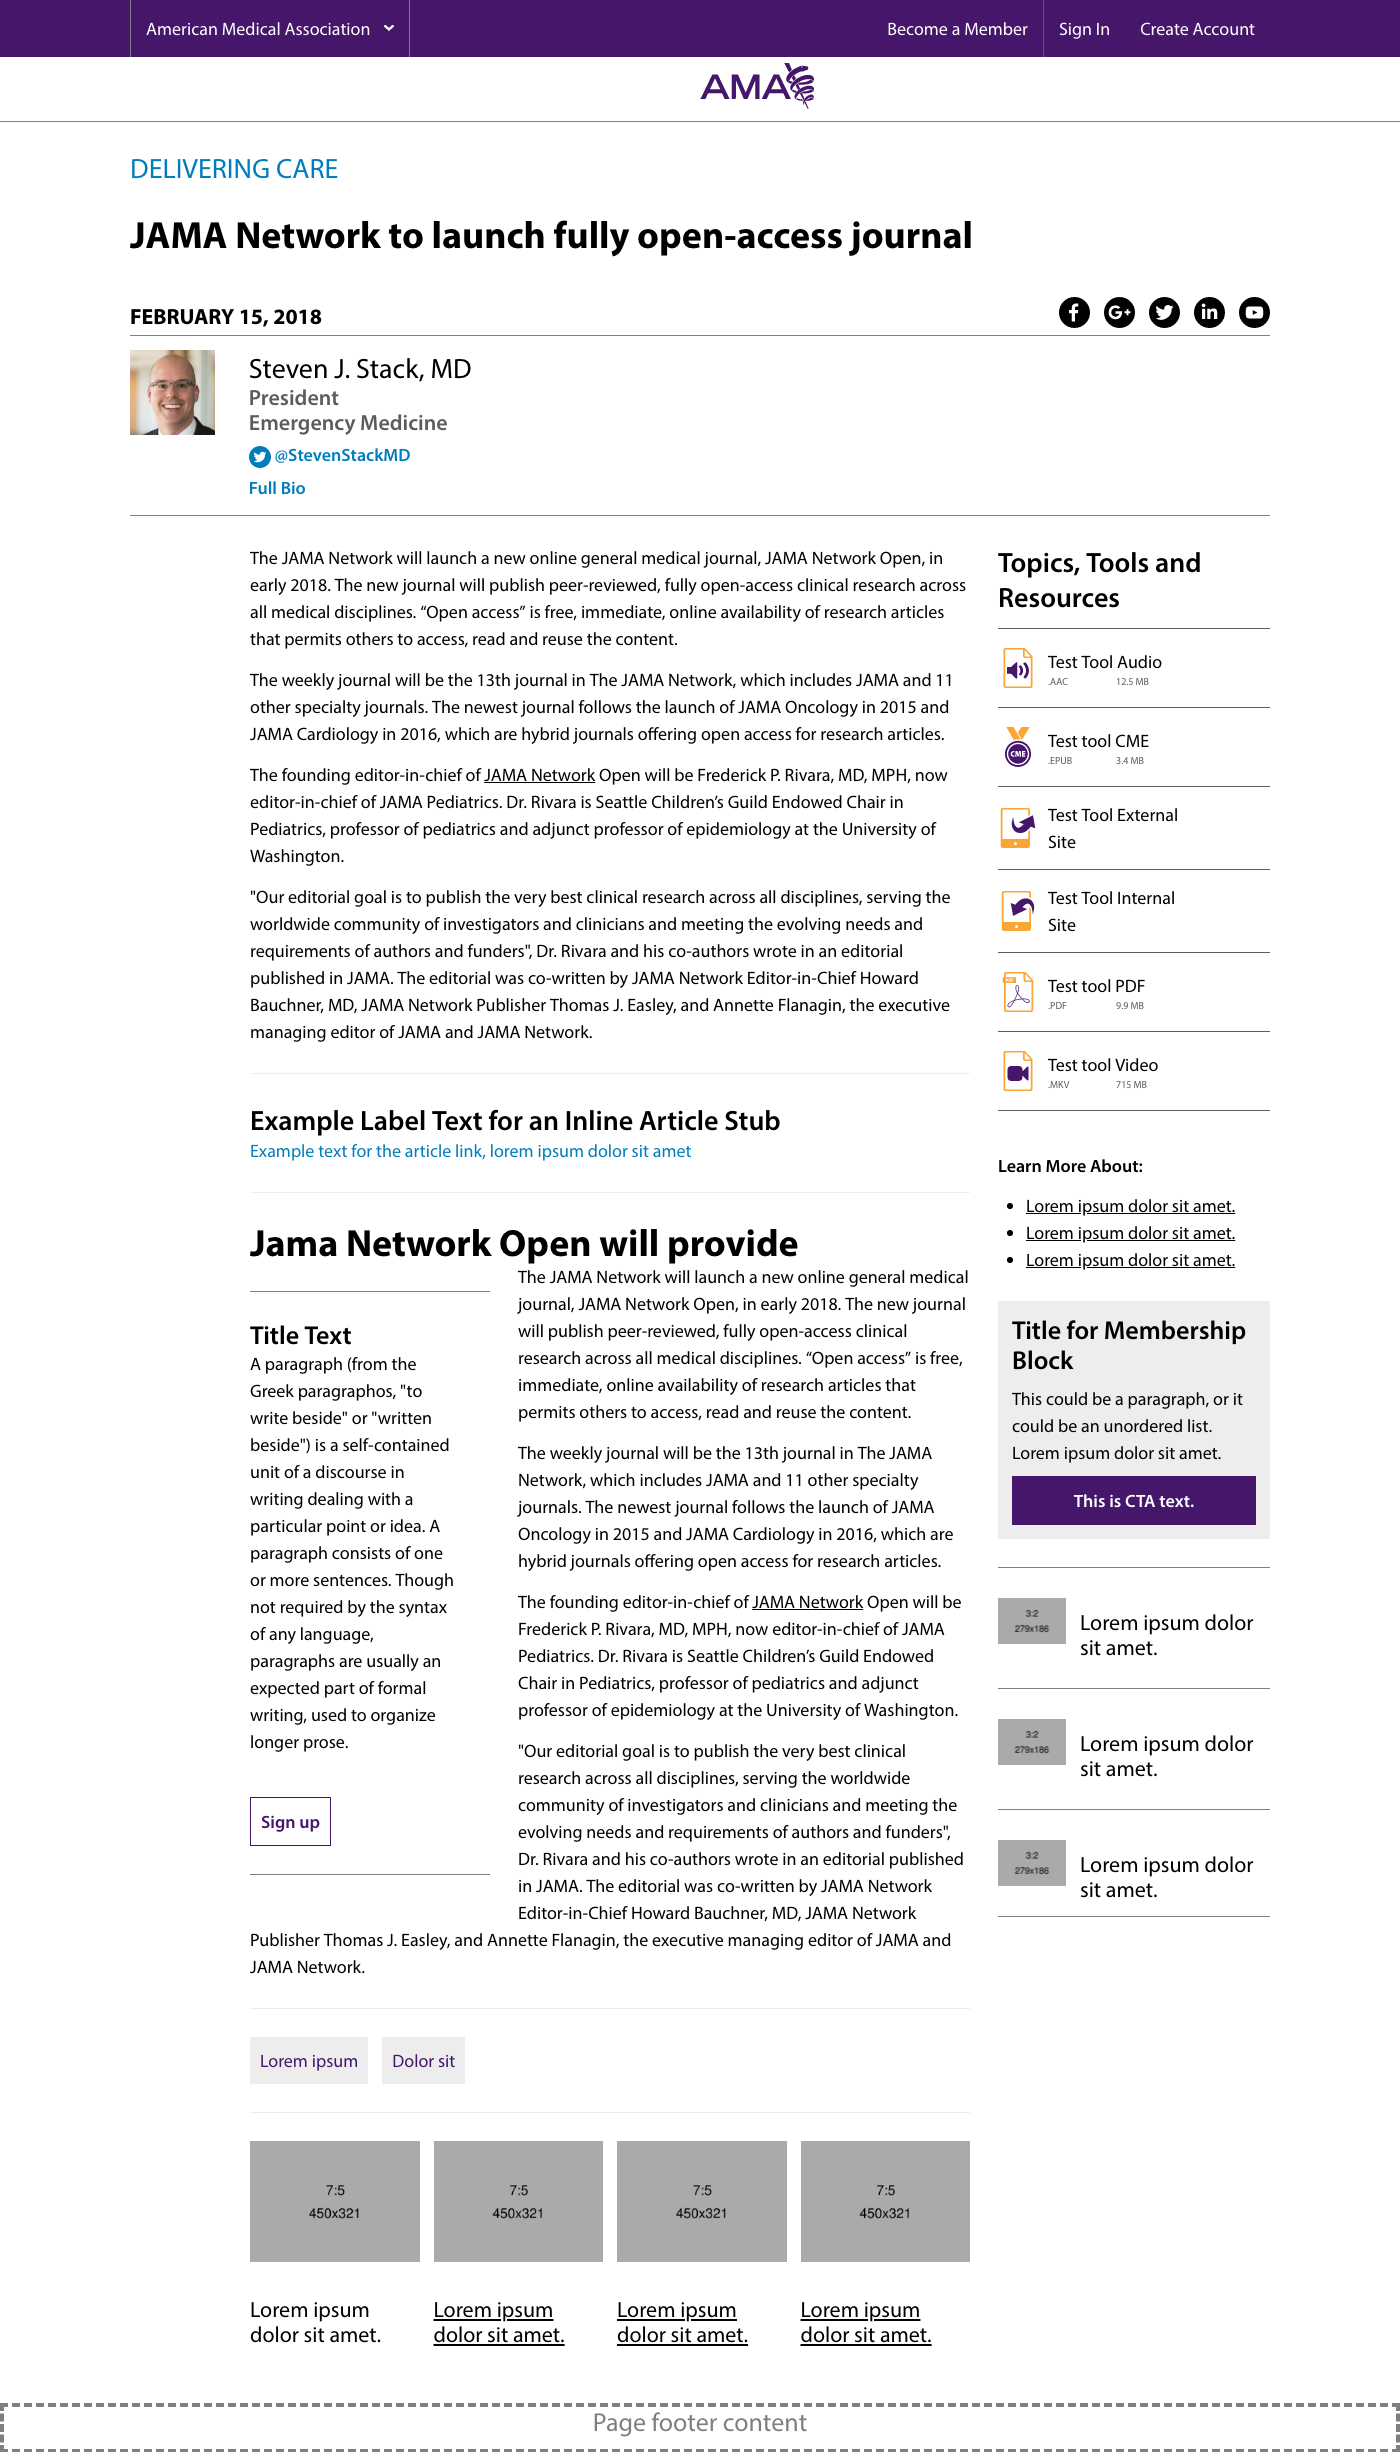 American Medical Association
Become a Member
Sign In
Create Account
AMA
DELIVERING CARE
JAMA Network to launch fully open-access journal
FEBRUARY 15, 2018
Steven J. Stack, MD
President
Emergency Medicine
@StevenStackMD
Full Bio
The JAMA Network will launch a new online general medical journal, JAMA Network Open, in
early 2018. The new journal will publish peer-reviewed, fully open-access clinical research across
all medical disciplines. “Open access” is free, immediate, online availability of research articles
that permits others to access, read and reuse the content.
The weekly journal will be the 13th journal in The JAMA Network, which includes JAMA and 11
other specialty journals. The newest journal follows the launch of JAMA Oncology in 2015 and
JAMA Cardiology in 2016, which are hybrid journals offering open access for research articles.
The founding editor-in-chief of JAMA Network Open will be Frederick P. Rivara, MD, MPH, now
editor-in-chief of JAMA Pediatrics. Dr. Rivara is Seattle Children’s Guild Endowed Chair in
Pediatrics, professor of pediatrics and adjunct professor of epidemiology at the University of
Washington.
"Our editorial goal is to publish the very best clinical research across all disciplines, serving the
worldwide community of investigators and clinicians and meeting the evolving needs and
requirements of authors and funders", Dr. Rivara and his co-authors wrote in an editorial
published in JAMA. The editorial was co-written by JAMA Network Editor-in-Chief Howard
Bauchner, MD, JAMA Network Publisher Thomas J. Easley, and Annette Flanagin, the executive
managing editor of JAMA and JAMA Network.
Example Label Text for an Inline Article Stub
Example text for the article link, lorem ipsum dolor sit amet
Jama Network Open will provide
Title Text
A paragraph (from the
Greek paragraphos, "to
write beside" or "written
beside") is a self-contained
unit of a discourse in
writing dealing with a
particular point or idea. A
paragraph consists of one
or more sentences. Though
not required by the syntax
of any language,
paragraphs are usually an
expected part of formal
writing, used to organize
longer prose.
Sign up
The JAMA Network will launch a new online general medical
journal, JAMA Network Open, in early 2018. The new journal
will publish peer-reviewed, fully open-access clinical
research across all medical disciplines. “Open access” is free,
immediate, online availability of research articles that
permits others to access, read and reuse the content.
The weekly journal will be the 13th journal in The JAMA
Network, which includes JAMA and 11 other specialty
journals. The newest journal follows the launch of JAMA
Oncology in 2015 and JAMA Cardiology in 2016, which are
hybrid journals offering open access for research articles.
The founding editor-in-chief of JAMA Network Open will be
Frederick P. Rivara, MD, MPH, now editor-in-chief of JAMA
Pediatrics. Dr. Rivara is Seattle Children’s Guild Endowed
Chair in Pediatrics, professor of pediatrics and adjunct
professor of epidemiology at the University of Washington.
"Our editorial goal is to publish the very best clinical
research across all disciplines, serving the worldwide
community of investigators and clinicians and meeting the
evolving needs and requirements of authors and funders",
Dr. Rivara and his co-authors wrote in an editorial published
in JAMA. The editorial was co-written by JAMA Network
Editor-in-Chief Howard Bauchner, MD, JAMA Network
Publisher Thomas J. Easley, and Annette Flanagin, the executive managing editor of JAMA and
JAMA Network.
Lorem ipsum
Dolor sit
7:5
450x321
7:5
450x321
7:5
450x321
7:5
450x321
Lorem ipsum
dolor sit amet.
Lorem ipsum
dolor sit amet.
Lorem ipsum
dolor sit amet.
Lorem ipsum
dolor sit amet.
Topics, Tools and
Resources
Test Tool Audio
.AAC 12.5 MB
CME
Test tool CME
.EPUB 3.4 MB
Test Tool External
Site
Test Tool Internal
Site
Test tool PDF
.PDF 9.9 MB
Test tool Video
.MKV 715 MB
Learn More About:
Lorem ipsum dolor sit amet.
Lorem ipsum dolor sit amet.
Lorem ipsum dolor sit amet.
Title for Membership
Block
This could be a paragraph, or it
could be an unordered list.
Lorem ipsum dolor sit amet.
This is CTA text.
3:2
279x186
Lorem ipsum dolor
sit amet.
3:2
279x186
Lorem ipsum dolor
sit amet.
3:2
279x186
Lorem ipsum dolor
sit amet.
Page footer content